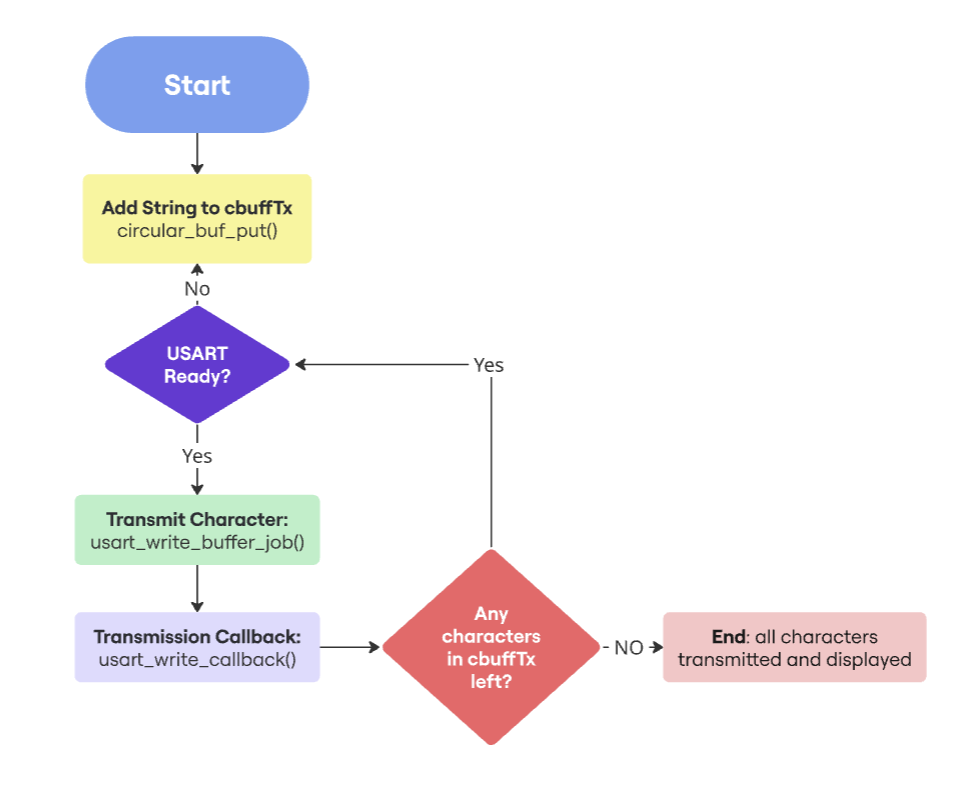 Start
Add String to cbuffTx
circular_buf_put()
No
USART
Ready?
Yes
Yes
Transmit Character:
usart_write_buffer_job()
Transmission Callback:
usart_write_callback()
Any
characters
in cbuffTx
left?
NO
End: all characters
transmitted and displayed